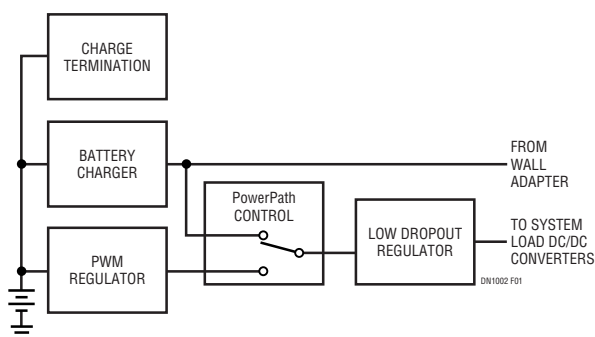 CHARGE
TERMINATION
BATTERY
CHARGER
FROM
WALL
ADAPTER
PowerPath
CONTROL
PWM
REGULATOR
LOW DROPOUT
REGULATOR
TO SYSTEM
LOAD DC/DC
CONVERTERS
DN1002 F01